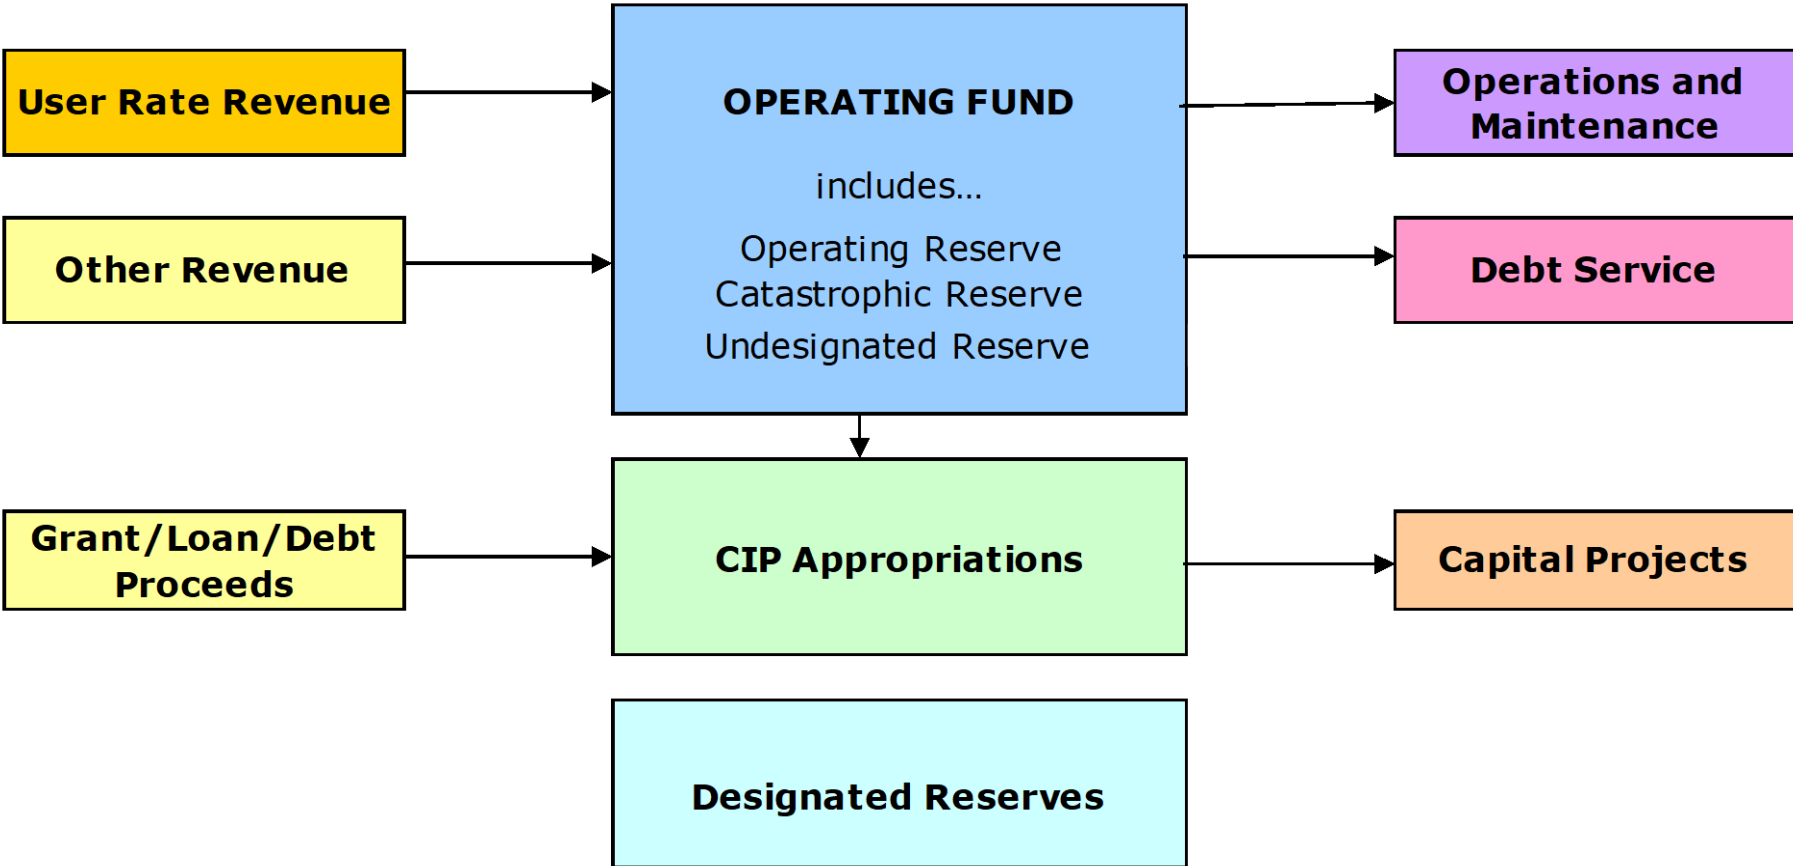 User Rate Revenue
OPERATING FUND
includes...
Operating Reserve
Catastrophic Reserve
Undesignated Reserve
Operations and
Maintenance
Other Revenue
Debt Service
Grant/Loan/Debt
Proceeds
CIP Appropriations
Capital Projects
Designated Reserves